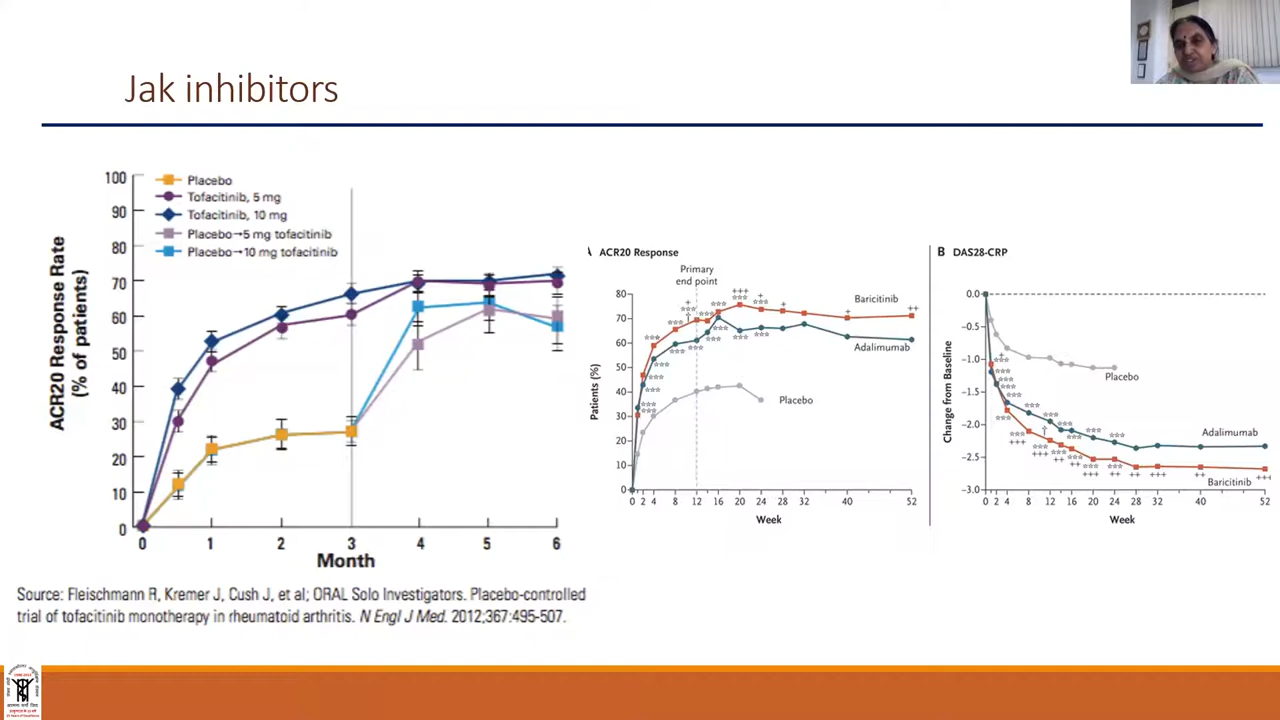 Jak inhibitors
100
90
80
70
60
50
40
30
20
10
0
ACR20 Response Rate
(% of patients)
Placebo
Tofacitinib, 5 mg
Tofacitinib, 10 mg
Placebo→5 mg tofacitinib
Placebo→10 mg tofacitinib
0 1 2 3 4 5 6
Month
Source: Fleischmann R, Kremer J, Cush J, et al; ORAL Solo Investigators. Placebo-controlled
trial of tofacitinib monotherapy in rheumatoid arthritis. N Engl J Med. 2012;367:495-507.
A ACR20 Response
Primary
end point
80
70
60
50
40
30
20
10
0
Patients (%)
Baricitinib
Adalimumab
Placebo
0 2 4 8 12 16 20 24 28 32 40 52
Week
B DAS28-CRP
0.0
−0.5
−1.0
−1.5
−2.0
−2.5
−3.0
Change from Baseline
Placebo
Adalimumab
Baricitinib
0 2 4 8 12 16 20 24 28 32 40 52
Week